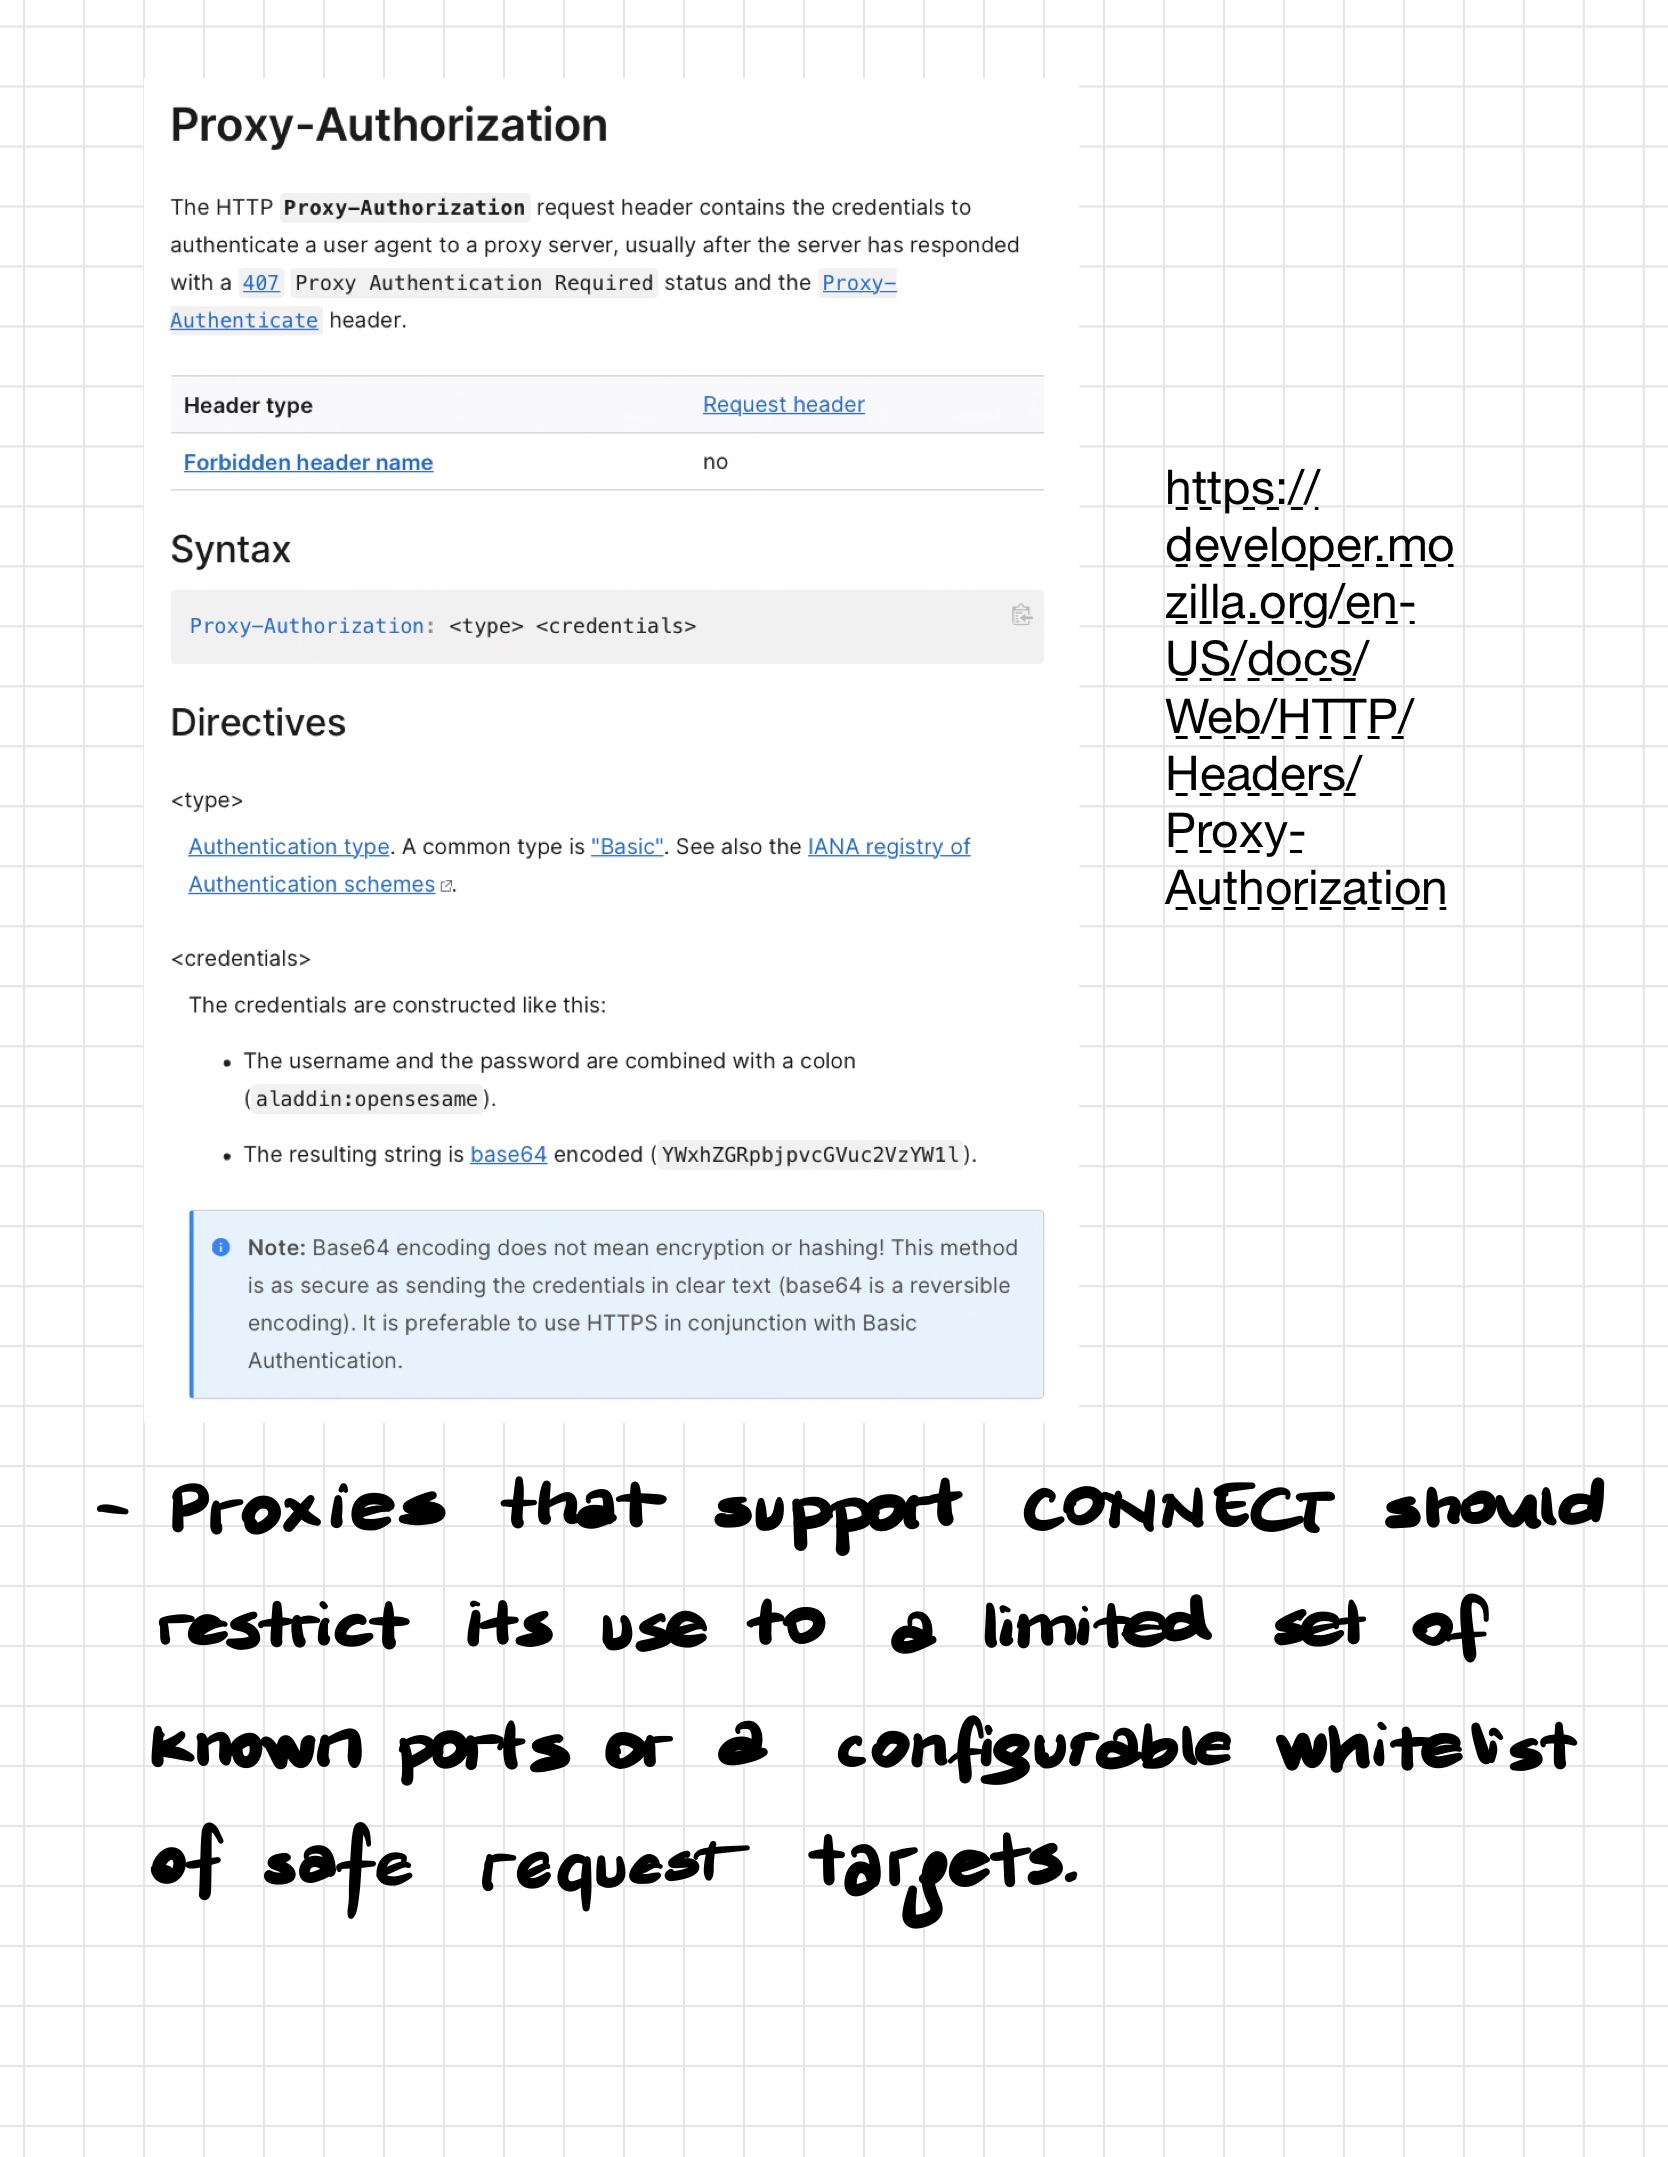 Proxy-Authorization
The HTTP Proxy-Authorization request header contains the credentials to
authenticate a user agent to a proxy server, usually after the server has responded
with a 407 Proxy Authentication Required status and the Proxy-
Authenticate header.
Header type Request header
Forbidden header name no
Syntax
Proxy-Authorization: <type> <credentials>
Directives
<type>
Authentication type. A common type is "Basic". See also the IANA registry of
Authentication schemes.
<credentials>
The credentials are constructed like this:
• The username and the password are combined with a colon
(aladdin:opensesame).
• The resulting string is base64 encoded (YWxhZGRpbjpvcGVuc2VzYW1l).
Note: Base64 encoding does not mean encryption or hashing! This method
is as secure as sending the credentials in clear text (base64 is a reversible
encoding). It is preferable to use HTTPS in conjunction with Basic
Authentication.
https://
developer.mo
zilla.org/en-
US/docs/
Web/HTTP/
Headers/
Proxy-
Authorization
- Proxies that support CONNECT should
restrict its use to a limited set of
known ports or a configurable whitelist
of safe request targets.